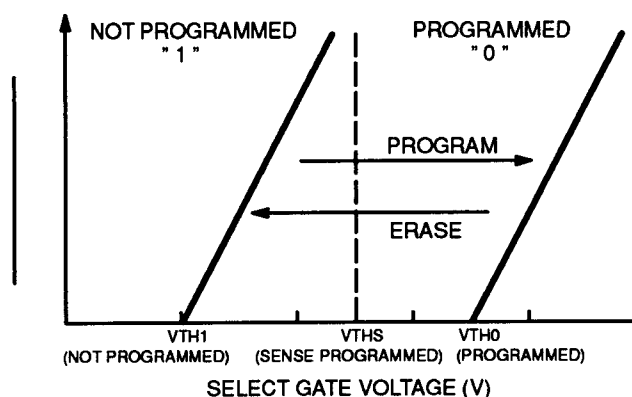 NOT PROGRAMMED
" 1 "
PROGRAMMED
" 0 "
PROGRAM
ERASE
VTH1
(NOT PROGRAMMED)
VTHS
(SENSE PROGRAMMED)
VTH0
(PROGRAMMED)
SELECT GATE VOLTAGE (V)